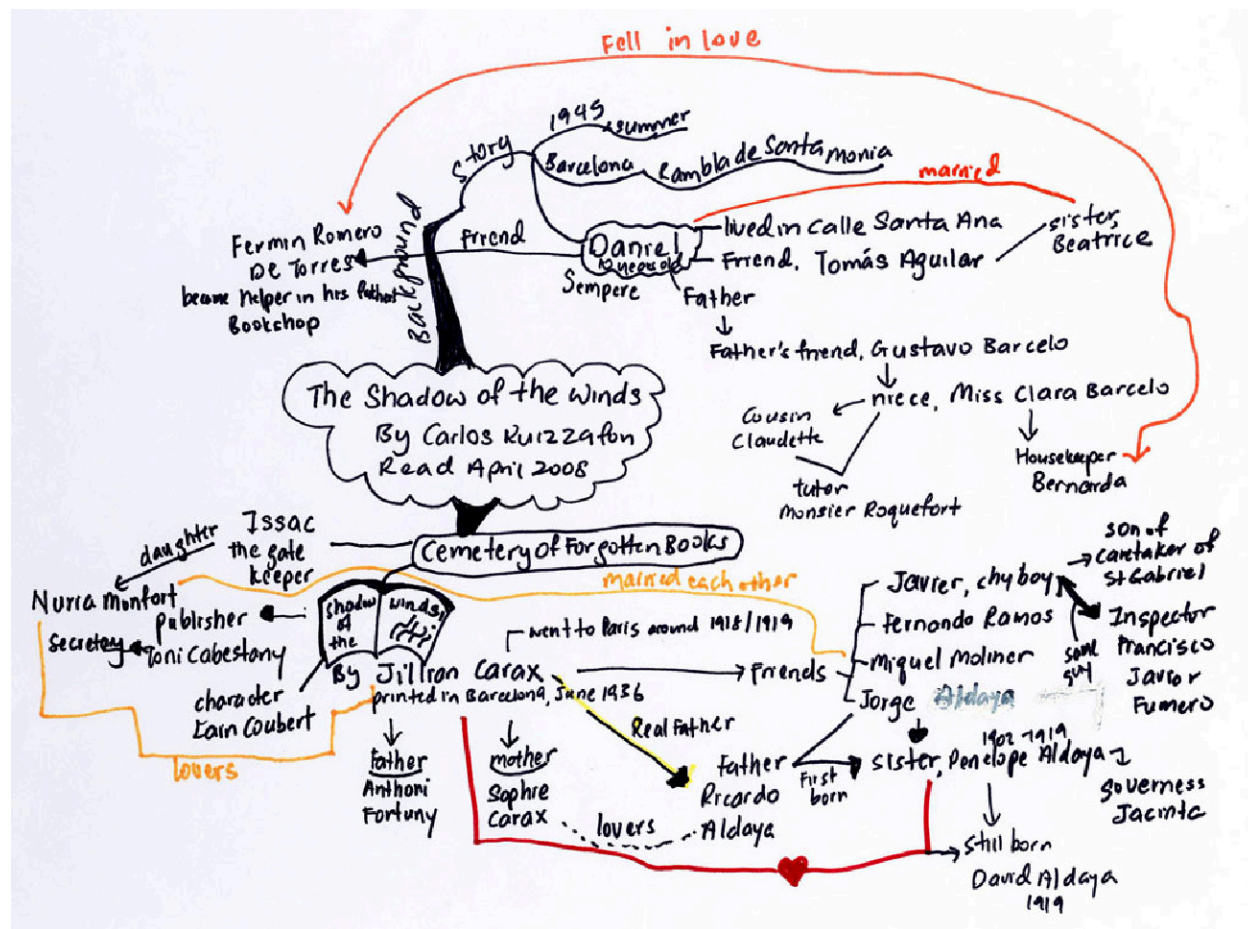 Fell in love
1945 summer
Story
Barcelona Rambla de Santa monia
married
Background
Fermin Romero
De Torres
became helper in his fathers
Bookshop
Friend
Daniel
Sempere
lived in Calle Santa Ana
Friend, Tomás Aguilar
sister,
Beatrice
Father
Father's friend, Gustavo Barcelo
niece, Miss Clara Barcelo
Cousin
Claudette
tutor
Monsier Roquefort
Housekeeper
Bernarda
The Shadow of the Winds
By Carlos Ruizzafon
Read April 2008
Cemetery of Forgotten Books
Issac
the gate
keeper
daughter
Nuria Monfort
publisher
secretary
Toni Cabestany
character
Lain Coubert
shadow
of
the
winds
married each other
By Jillian Carax
printed in Barcelona, June 1936
went to Paris around 1918/1919
Friends
Javier, chyboy
Fernando Ramos
Miquel Moliner
Jorge Aldaya
son of
caretaker of
St Gabriel
same
guy
Inspector
Francisco
Javier
Fumero
lovers
Father
Anthoni
Fortuny
mother
Sophie
Carax
lovers
Real Father
Father
Ricardo
Aldaya
First
born
1902-1919
sister, Penelope Aldaya
Governess
Jacinta
still born
David Aldaya
1919